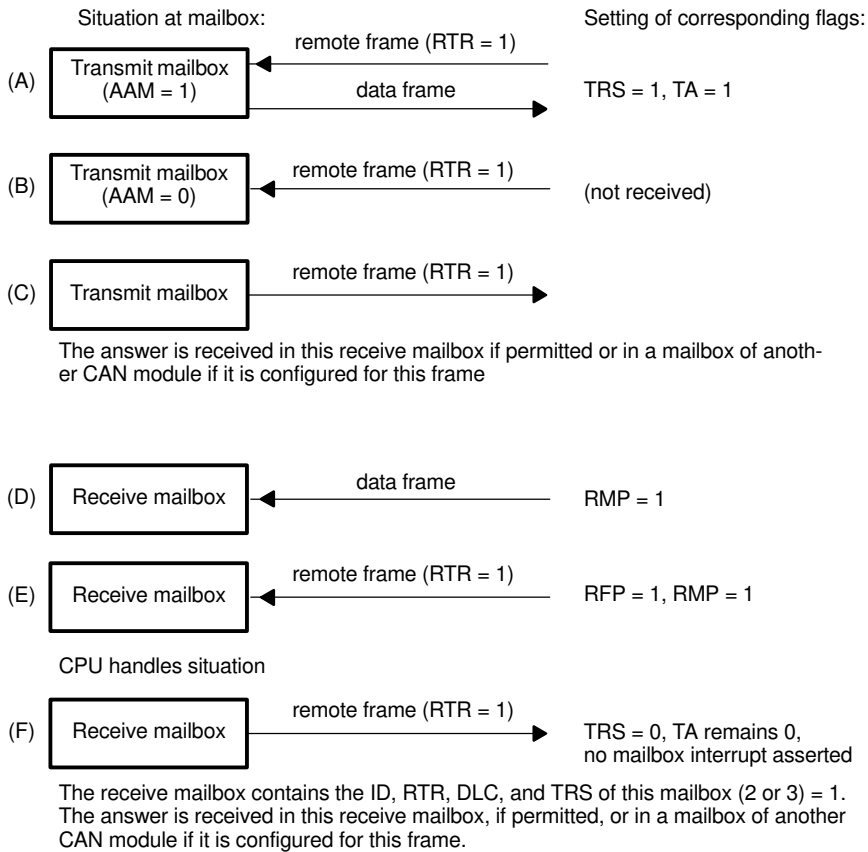 Situation at mailbox:
Setting of corresponding flags:
(A)
Transmit mailbox
(AAM = 1)
remote frame (RTR = 1)
data frame
TRS = 1, TA = 1
(B)
Transmit mailbox
(AAM = 0)
remote frame (RTR = 1)
(not received)
(C)
Transmit mailbox
remote frame (RTR = 1)
The answer is received in this receive mailbox if permitted or in a mailbox of anoth-
er CAN module if it is configured for this frame
(D)
Receive mailbox
data frame
RMP = 1
(E)
Receive mailbox
remote frame (RTR = 1)
RFP = 1, RMP = 1
CPU handles situation
(F)
Receive mailbox
remote frame (RTR = 1)
TRS = 0, TA remains 0,
no mailbox interrupt asserted
The receive mailbox contains the ID, RTR, DLC, and TRS of this mailbox (2 or 3) = 1.
The answer is received in this receive mailbox, if permitted, or in a mailbox of another
CAN module if it is configured for this frame.